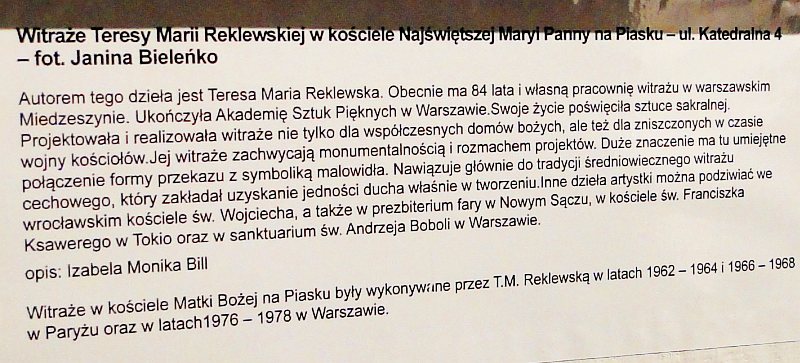 Witraże Teresy Marii Reklewskiej w kościele Najświętszej Maryi Panny na Piasku – ul. Katedralna 4
– fot. Janina Bieleńko
Autorem tego dzieła jest Teresa Maria Reklewska. Obecnie ma 84 lata i własną pracownię witrażu w warszawskim
Miedzeszynie. Ukończyła Akademię Sztuk Pięknych w Warszawie.Swoje życie poświęciła sztuce sakralnej.
Projektowała i realizowała witraże nie tylko dla współczesnych domów bożych, ale też dla zniszczonych w czasie
wojny kościołów.Jej witraże zachwycają monumentalnością i rozmachem projektów. Duże znaczenie ma tu umiejętne
połączenie formy przekazu z symboliką malowidła. Nawiązuje głównie do tradycji średniowiecznego witrażu
cechowego, który zakładał uzyskanie jedności ducha właśnie w tworzeniu.Inne dzieła artystki można podziwiać we
wrocławskim kościele św. Wojciecha, a także w prezbiterium fary w Nowym Sączu, w kościele św. Franciszka
Ksawerego w Tokio oraz w sanktuarium św. Andrzeja Boboli w Warszawie.
opis: Izabela Monika Bill
Witraże w kościele Matki Bożej na Piasku były wykonywane przez T.M. Reklewską w latach 1962 – 1964 i 1966 – 1968
w Paryżu oraz w latach1976 – 1978 w Warszawie.